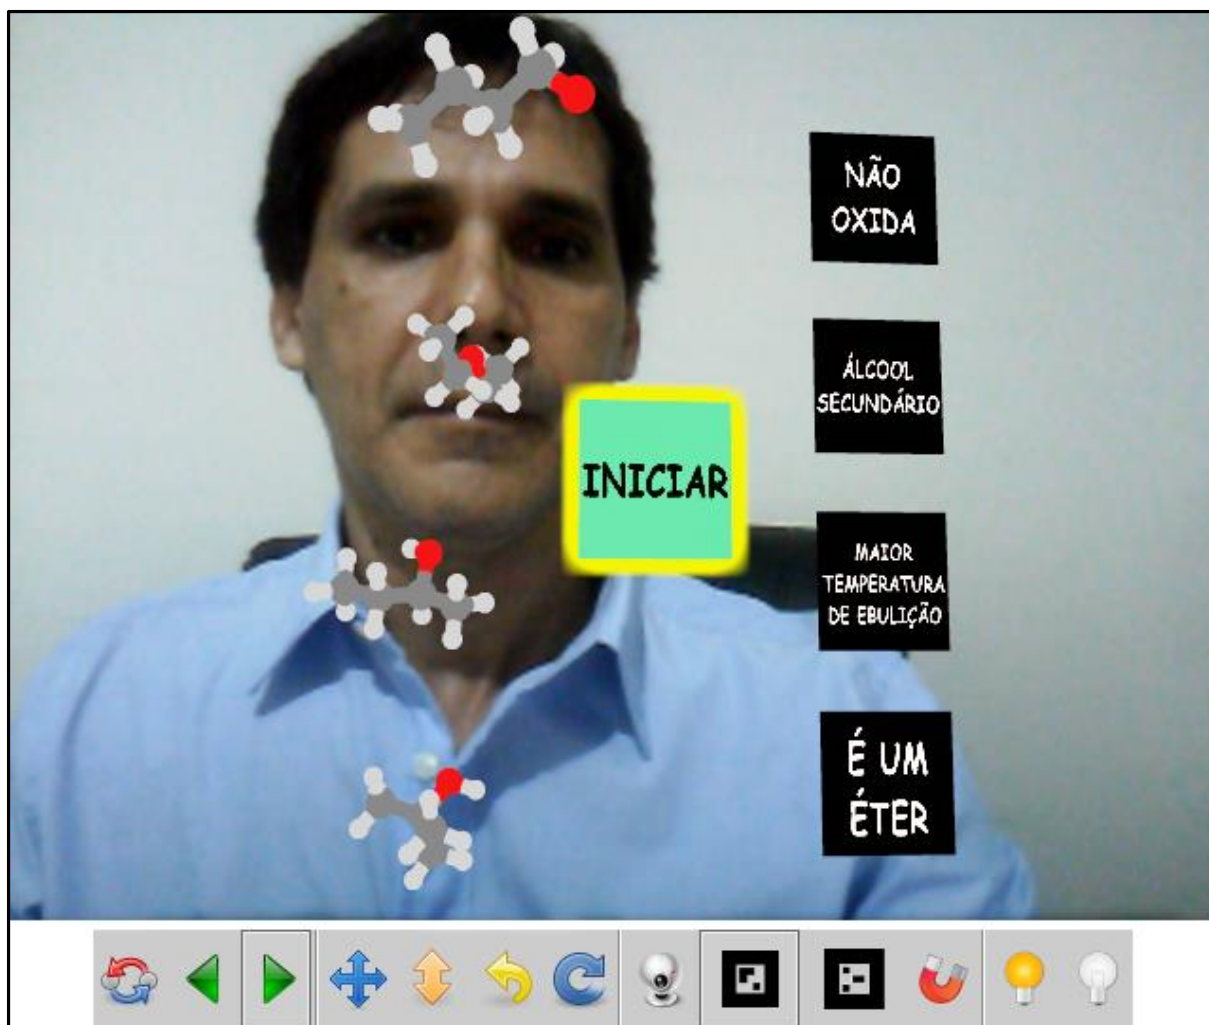 NÃO
OXIDA
ÁLCOOL
SECUNDÁRIO
INICIAR
MAIOR
TEMPERATURA
DE EBULIÇÃO
É UM
ÉTER